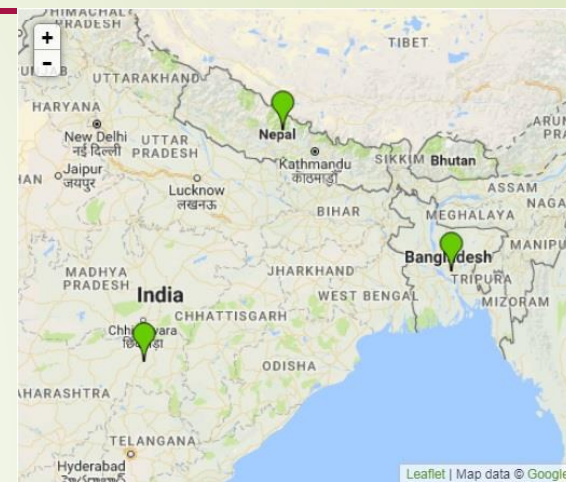 HIMACHAL
PRADESH
+
-
TIBET
UTTARAKHAND
HARYANA
New Delhi
नई दिल्ली
UTTAR
PRADESH
Nepal
Kathmandu
काठमाडौं
SIKKIM
Bhutan
Jaipur
जयपुर
Lucknow
लखनऊ
ASSAM
BIHAR
MEGHALAYA
Bangladesh
TRIPURA
MIZORAM
MADHYA
PRADESH
JHARKHAND
India
WEST BENGAL
CHHATTISGARH
ODISHA
TELANGANA
Hyderabad
Leaflet | Map data © Google